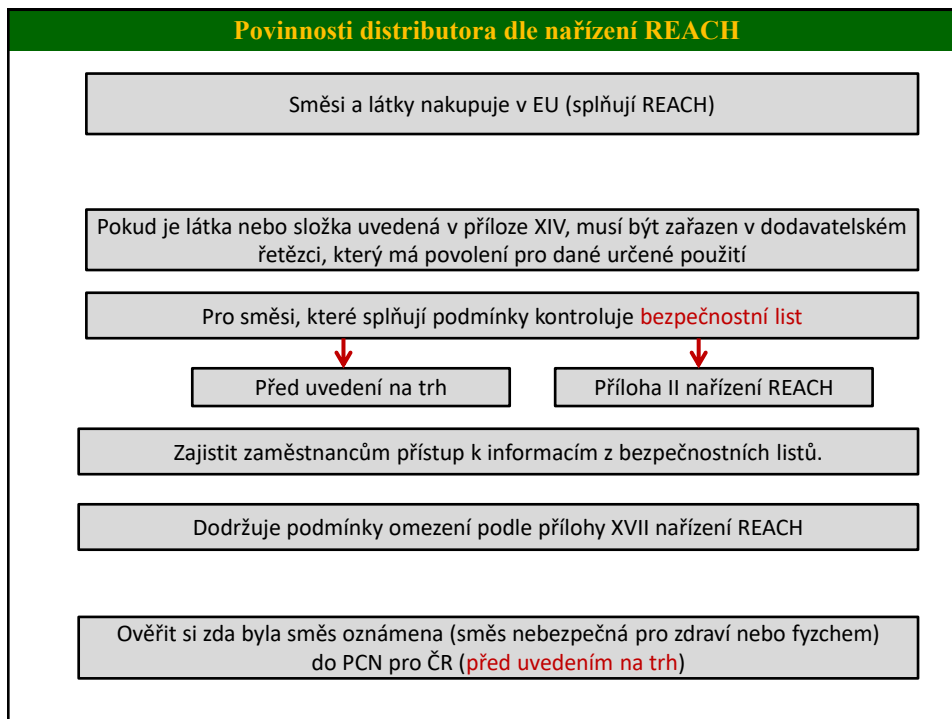 Povinnosti distributora dle nařízení REACH
Směsi a látky nakupuje v EU (splňují REACH)
Pokud je látka nebo složka uvedená v příloze XIV, musí být zařazen v dodavatelském
řetězci, který má povolení pro dané určené použití
Pro směsi, které splňují podmínky kontroluje bezpečnostní list
Před uvedení na trh
Příloha II nařízení REACH
Zajistit zaměstnancům přístup k informacím z bezpečnostních listů.
Dodržuje podmínky omezení podle přílohy XVII nařízení REACH
Ověřit si zda byla směs oznámena (směs nebezpečná pro zdraví nebo fyzchem)
do PCN pro ČR (před uvedením na trh)